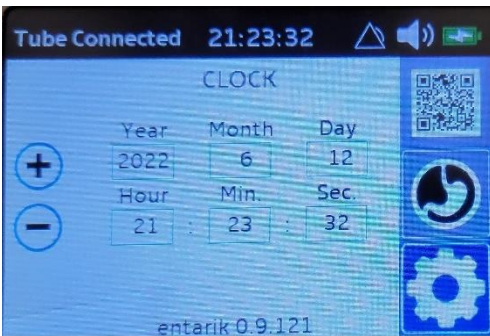 Tube Connected 21:23:32
CLOCK
Year Month Day
2022 6 12
Hour Min. Sec.
21 : 23 : 32
entarik 0.9.121